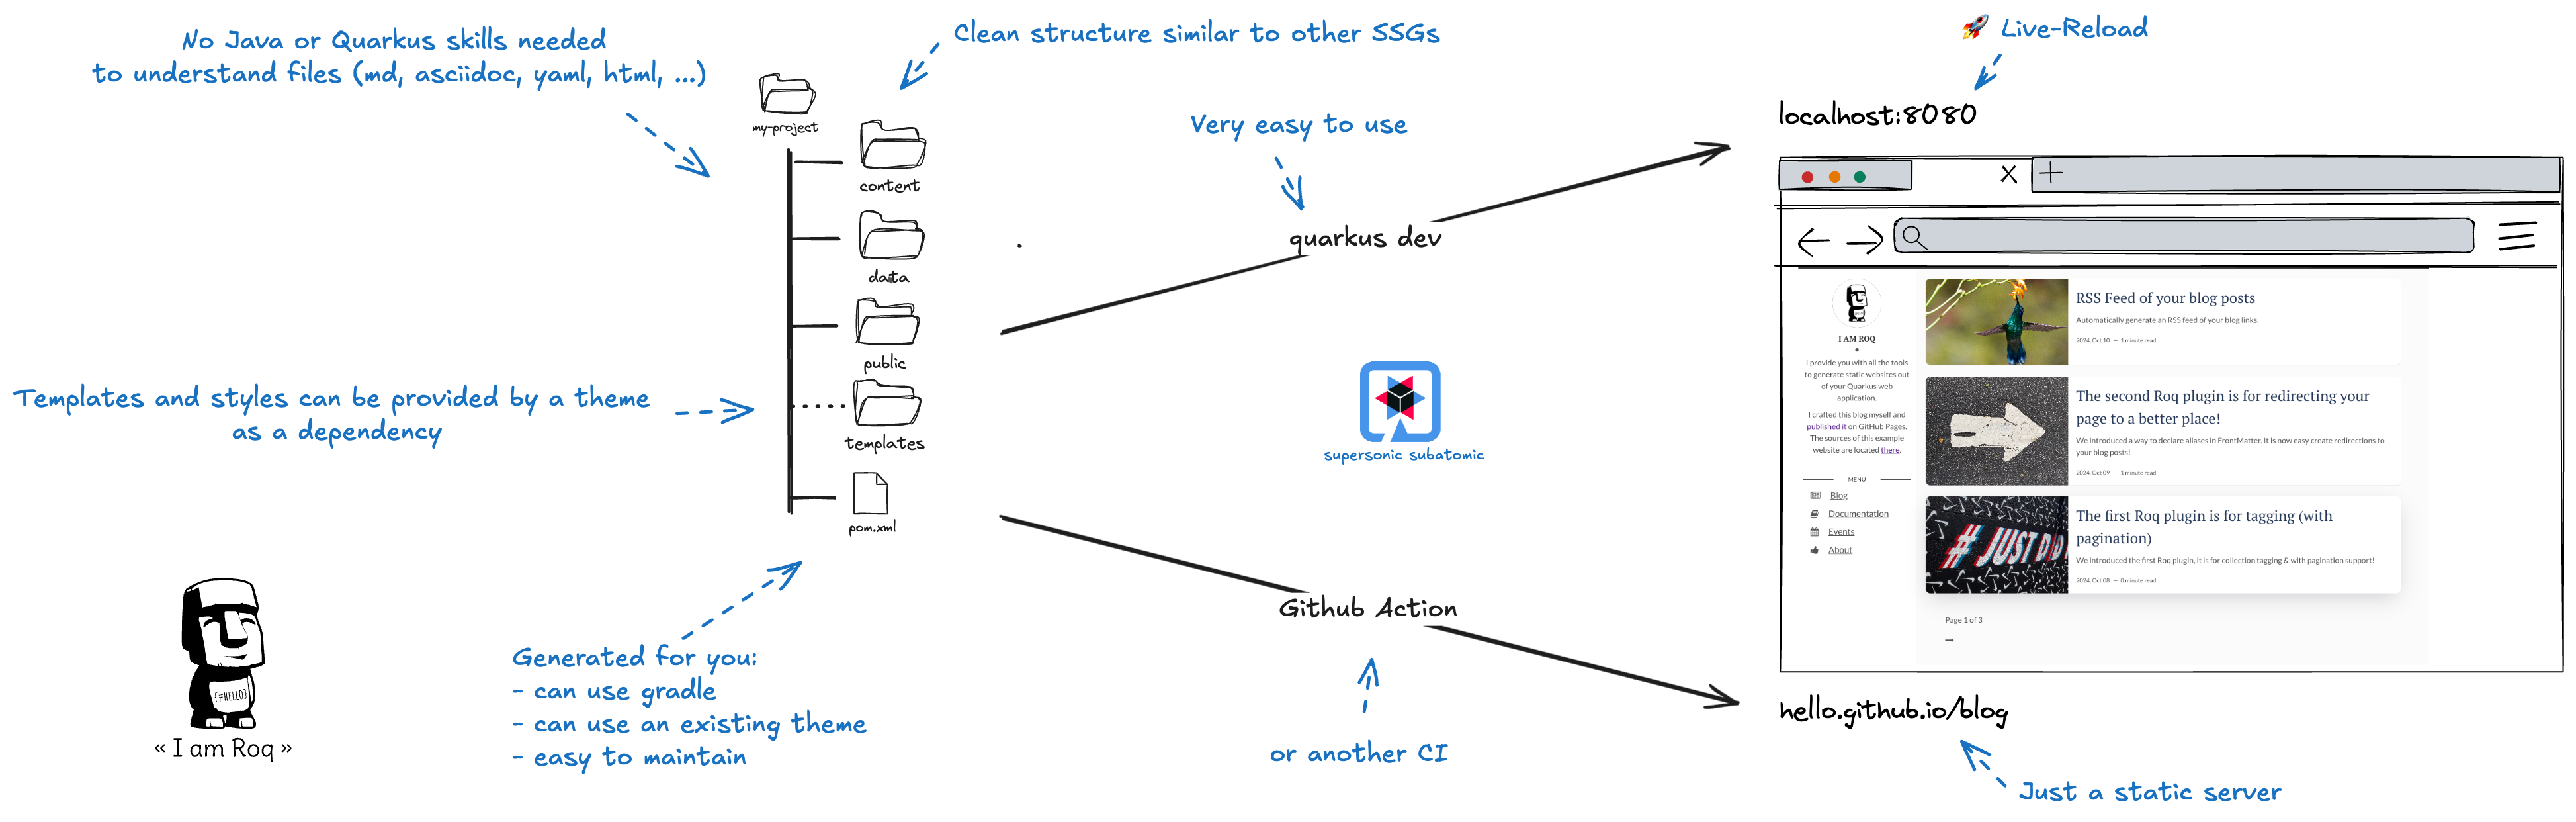 No Java or Quarkus skills needed
to understand files (md, asciidoc, yaml, html, ...)
Clean structure similar to other SSGs
my-project
content
data
public
templates
pom.xml
Templates and styles can be provided by a theme
as a dependency
{#HELLO}
« I am Roq »
Generated for you:
- can use gradle
- can use an existing theme
- easy to maintain
Very easy to use
quarkus dev
supersonic subatomic
Github Action
or another CI
🚀 Live-Reload
localhost:8080
I AM ROQ
I provide you with all the tools
to generate static websites out
of your Quarkus web
application.
I crafted this blog myself and
published it on GitHub Pages.
The sources of this example
website are located there.
MENU
Blog
Documentation
Events
About
RSS Feed of your blog posts
Automatically generate an RSS feed of your blog links.
2024, Oct 10 — 1 minute read
The second Roq plugin is for redirecting your
page to a better place!
We introduced a way to declare aliases in FrontMatter. It is now easy create redirections to
your blog posts!
2024, Oct 09 — 1 minute read
# JUST DID
The first Roq plugin is for tagging (with
pagination)
We introduced the first Roq plugin, it is for collection tagging & with pagination support!
2024, Oct 08 — 0 minute read
Page 1 of 3
→
hello.github.io/blog
Just a static server